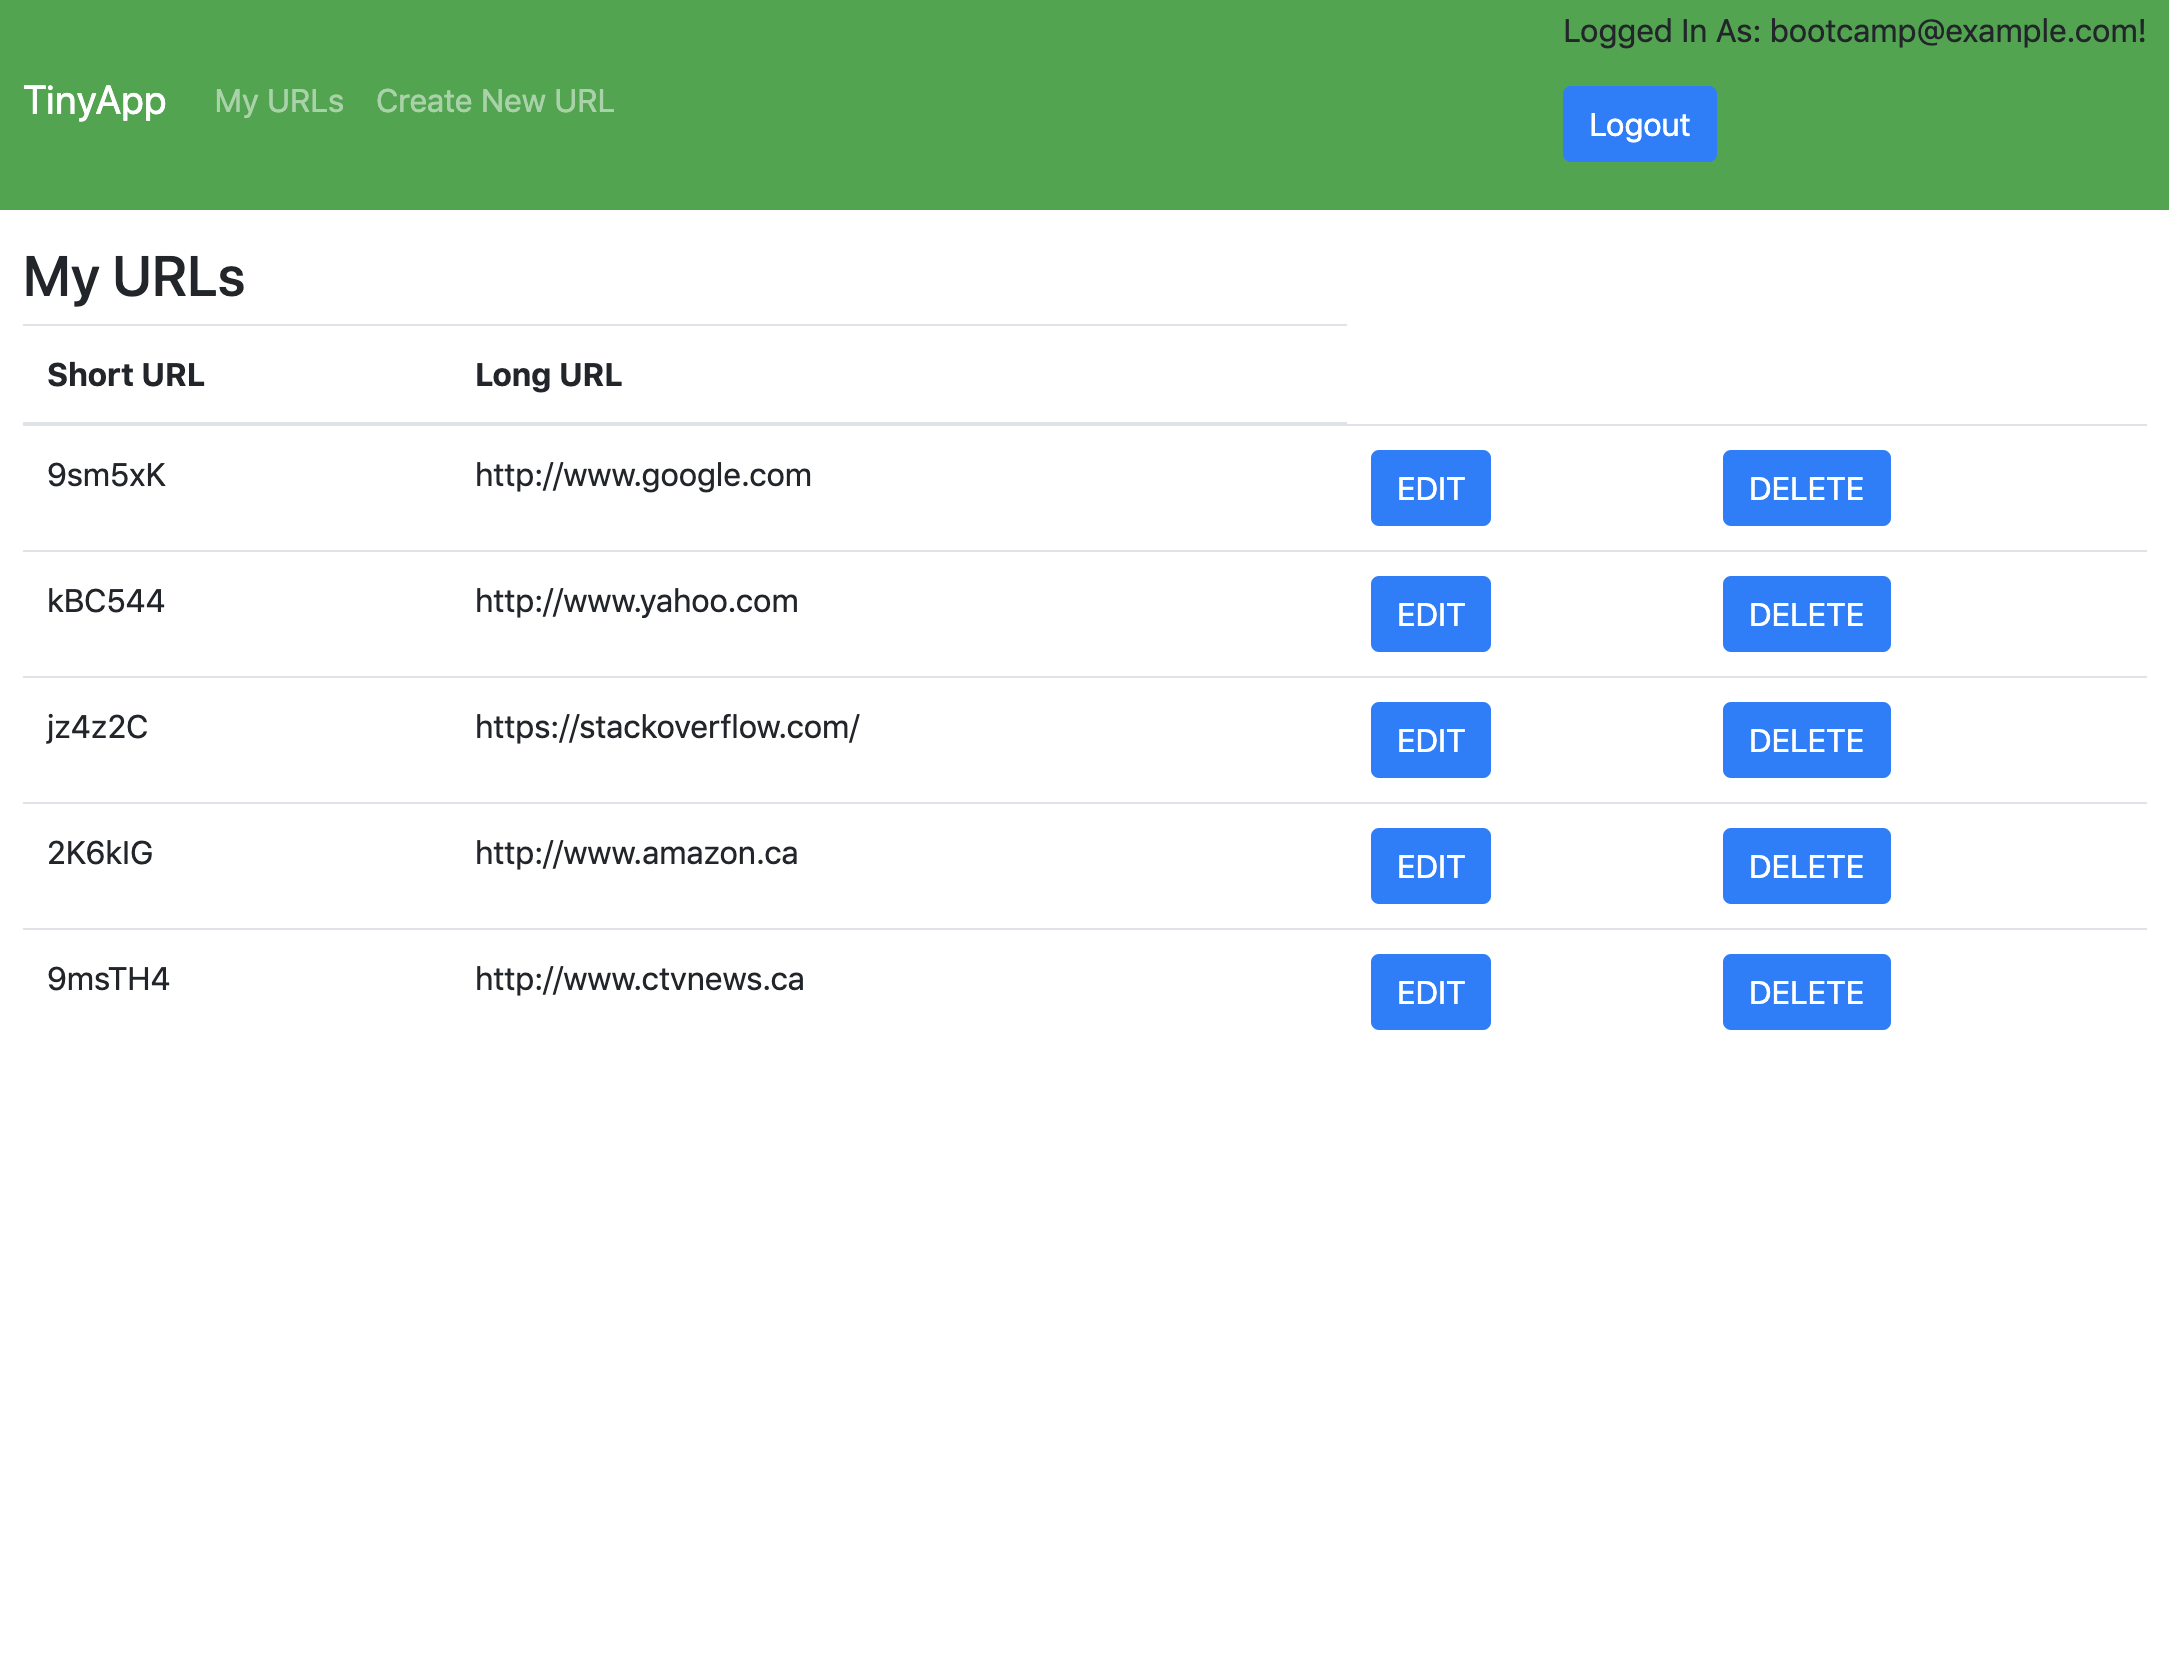 Logged In As: bootcamp@example.com!
TinyApp My URLs Create New URL
Logout
My URLs
Short URL Long URL
9sm5xK http://www.google.com EDIT DELETE
kBC544 http://www.yahoo.com EDIT DELETE
jz4z2C https://stackoverflow.com/ EDIT DELETE
2K6kIG http://www.amazon.ca EDIT DELETE
9msTH4 http://www.ctvnews.ca EDIT DELETE